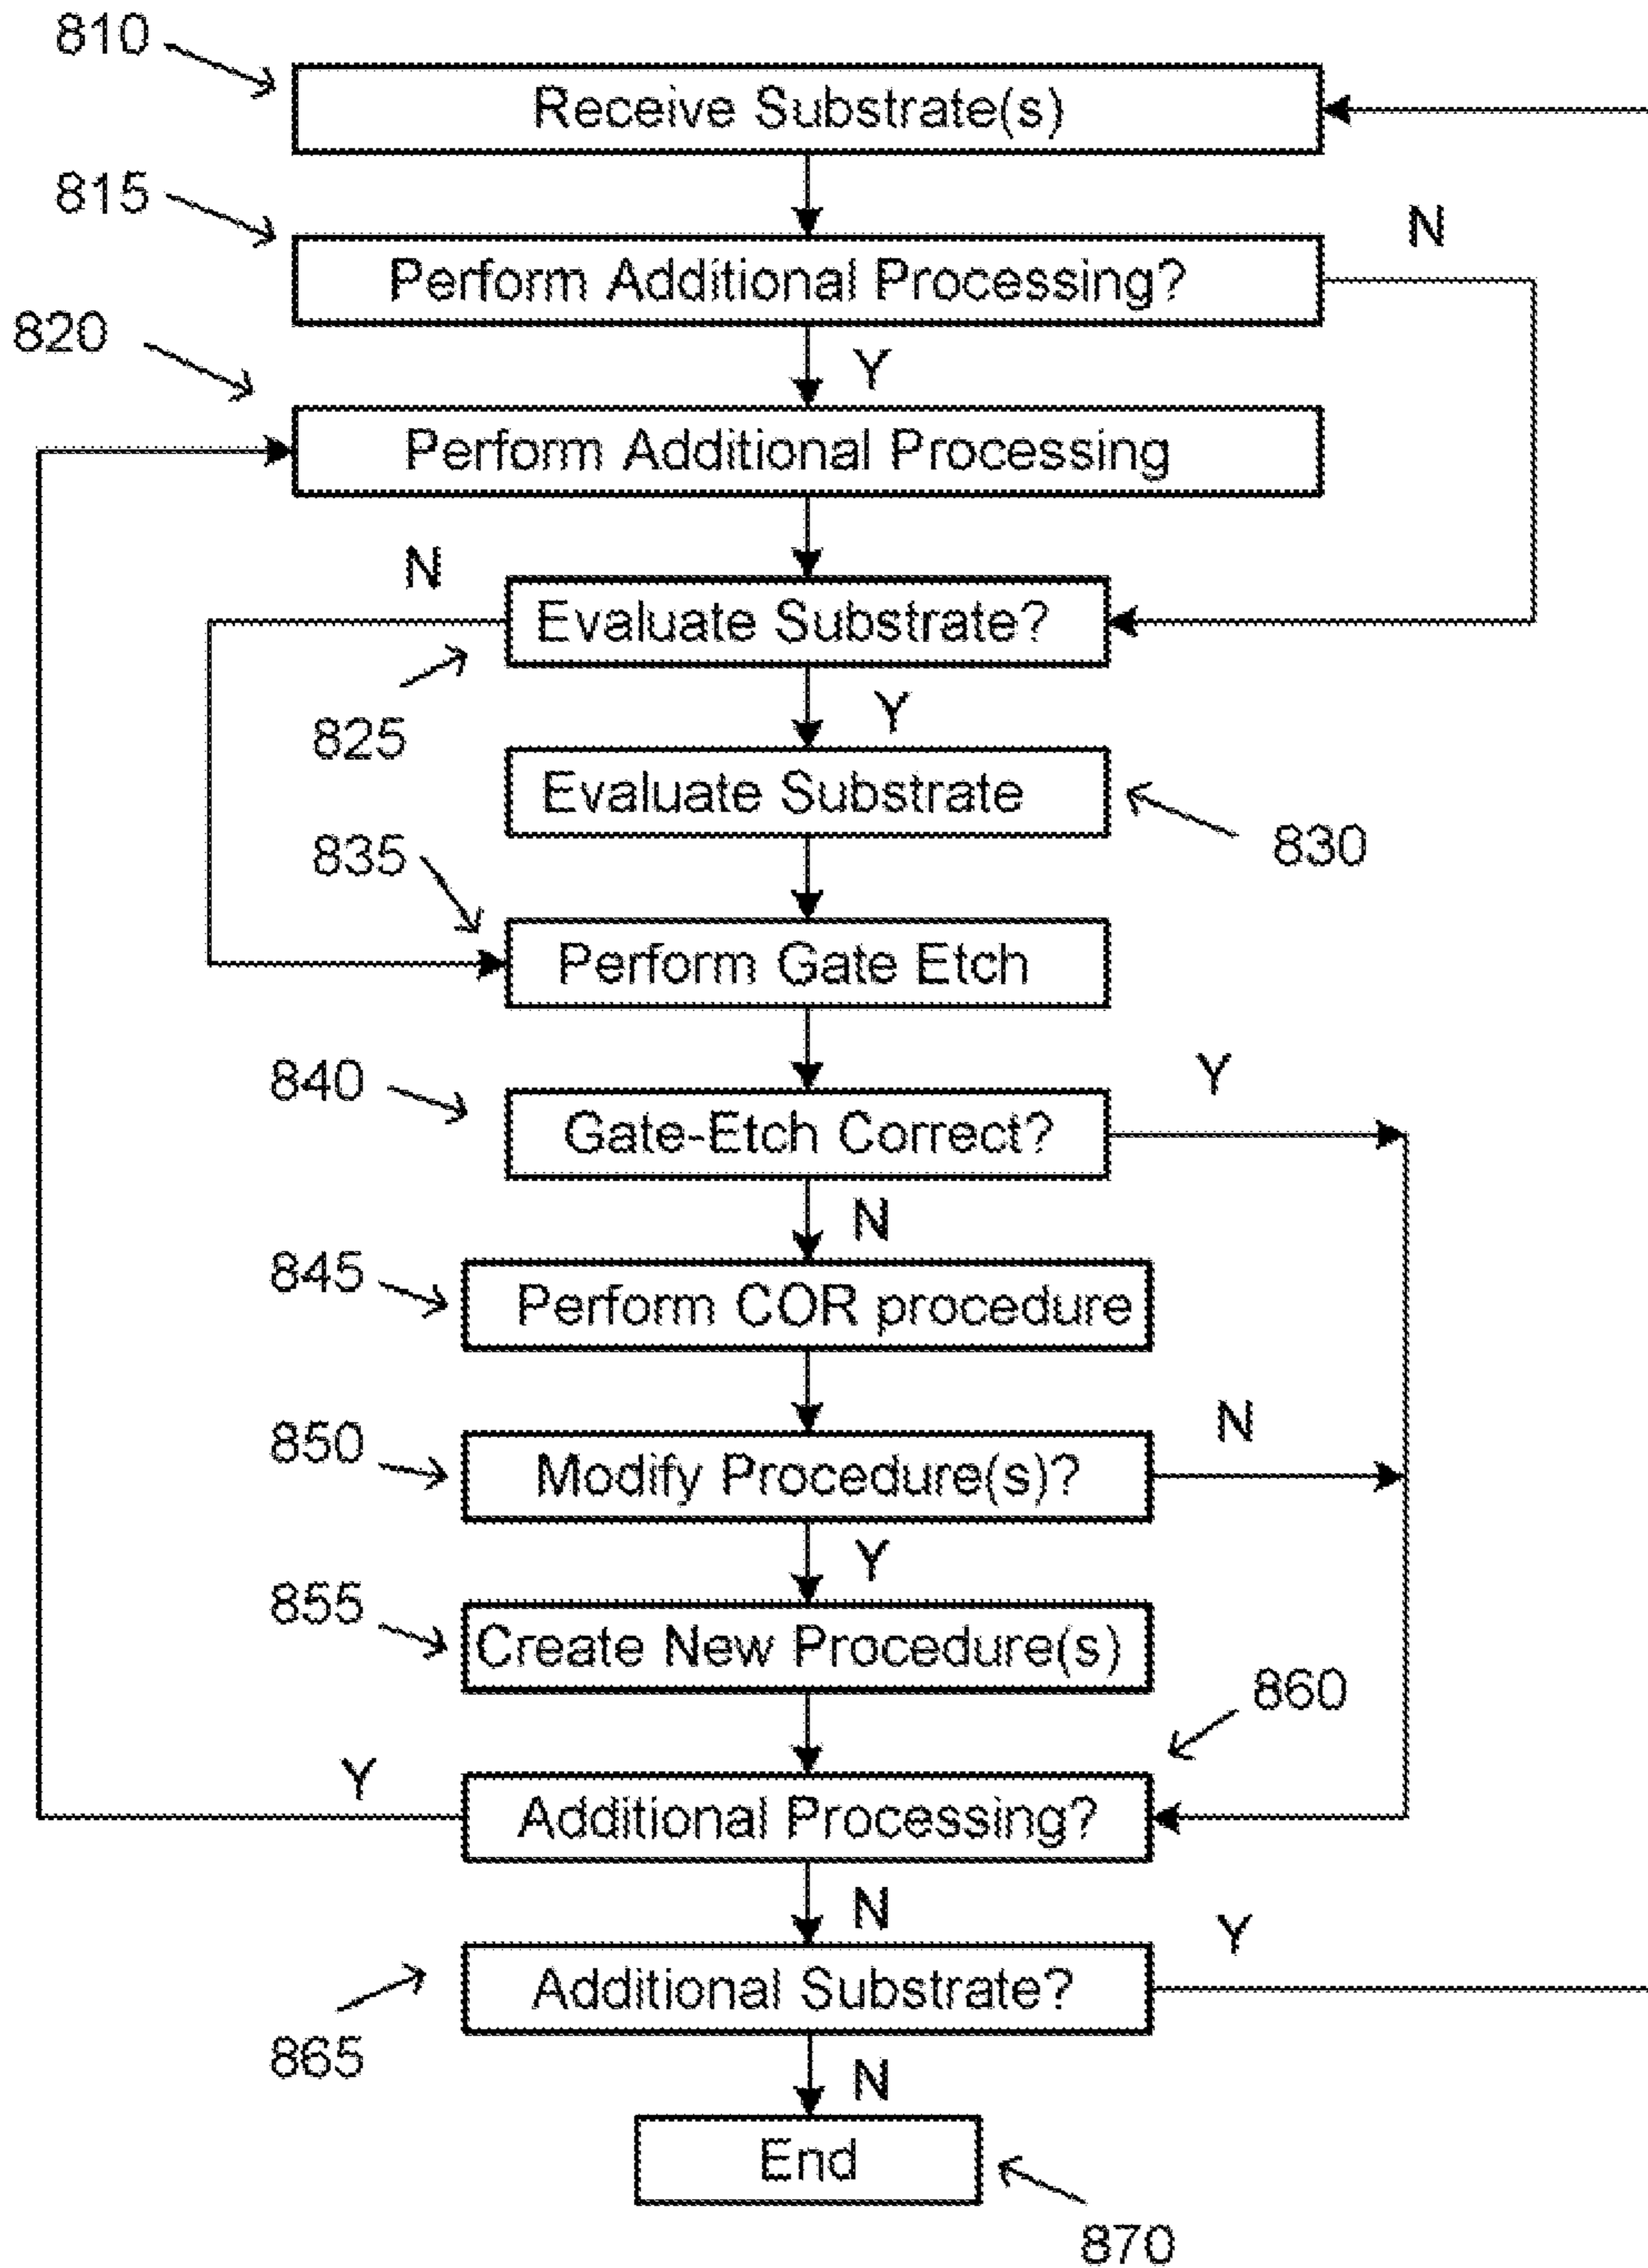 810
Receive Substrate(s)
815
N
Perform Additional Processing?
820
Y
Perform Additional Processing
N
Evaluate Substrate?
825
Y
Evaluate Substrate
830
835
Perform Gate Etch
840
Y
Gate-Etch Correct?
N
845
Perform COR procedure
850
N
Modify Procedure(s)?
Y
855
Create New Procedure(s)
860
Y
Additional Processing?
N
Y
Additional Substrate?
865
N
End
870